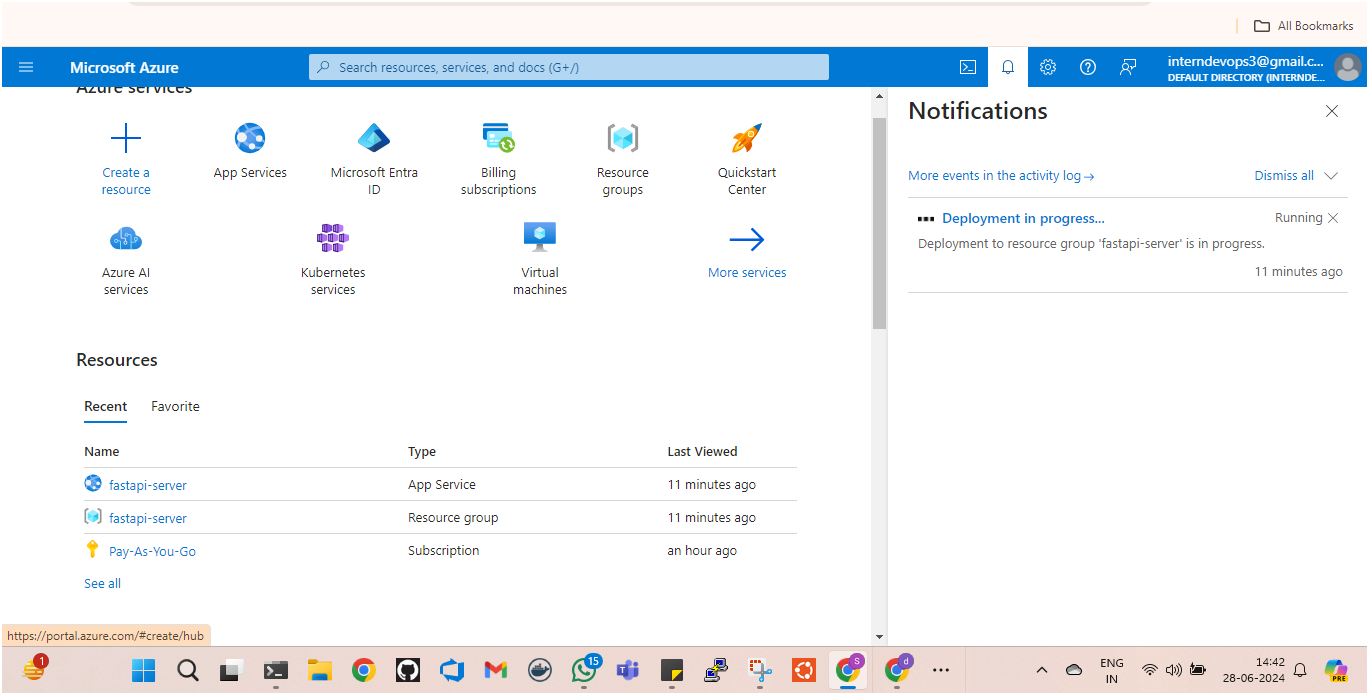 All Bookmarks
Microsoft Azure
Search resources, services, and docs (G+/)
interndevops3@gmail.c...
DEFAULT DIRECTORY (INTERNDE...
Azure services
Create a
resource
App Services
Microsoft Entra
ID
Billing
subscriptions
Resource
groups
Quickstart
Center
Azure AI
services
Kubernetes
services
Virtual
machines
More services
Resources
Recent Favorite
Name Type Last Viewed
fastapi-server App Service 11 minutes ago
fastapi-server Resource group 11 minutes ago
Pay-As-You-Go Subscription an hour ago
See all
Notifications
More events in the activity log → Dismiss all
Deployment in progress... Running
Deployment to resource group 'fastapi-server' is in progress.
11 minutes ago
https://portal.azure.com/#create/hub
1
15
S
d
ENG
IN
14:42
28-06-2024
PRE